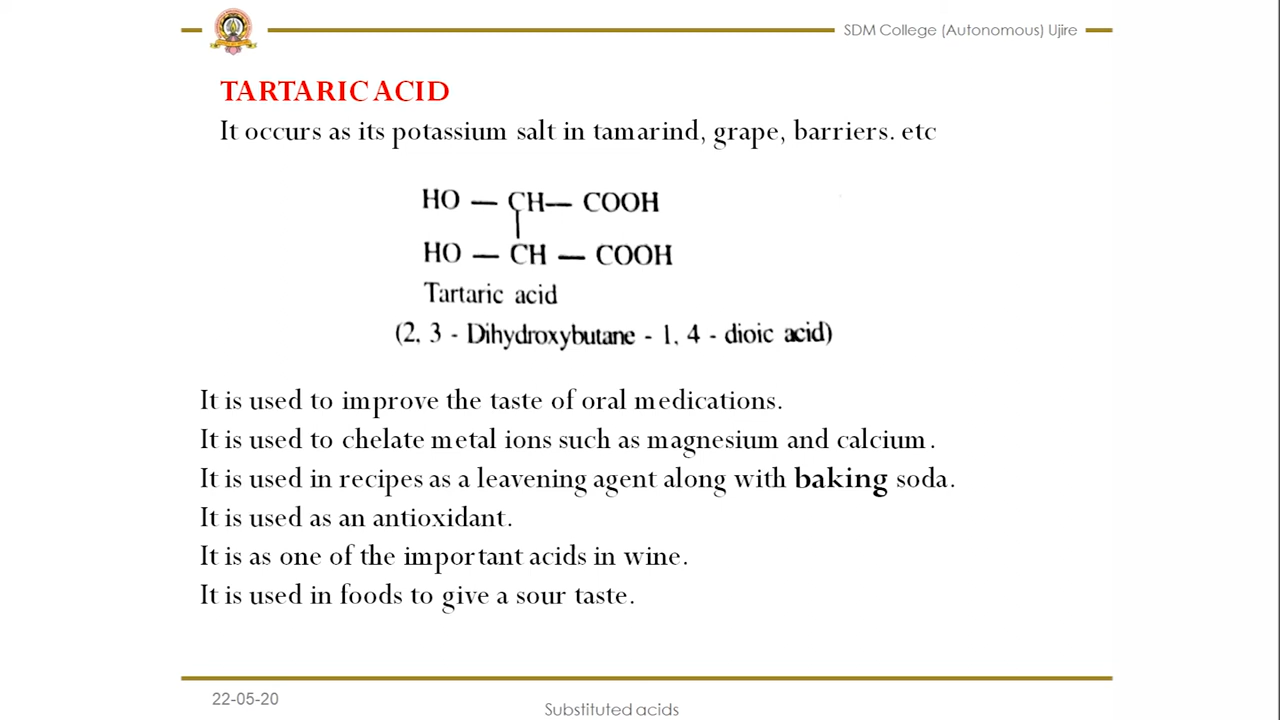 SDM College (Autonomous) Ujire
TARTARIC ACID
It occurs as its potassium salt in tamarind, grape, barriers. etc
HO — CH— COOH
HO — CH — COOH
Tartaric acid
(2, 3 - Dihydroxybutane - 1, 4 - dioic acid)
It is used to improve the taste of oral medications.
It is used to chelate metal ions such as magnesium and calcium.
It is used in recipes as a leavening agent along with baking soda.
It is used as an antioxidant.
It is as one of the important acids in wine.
It is used in foods to give a sour taste.
22-05-20
Substituted acids